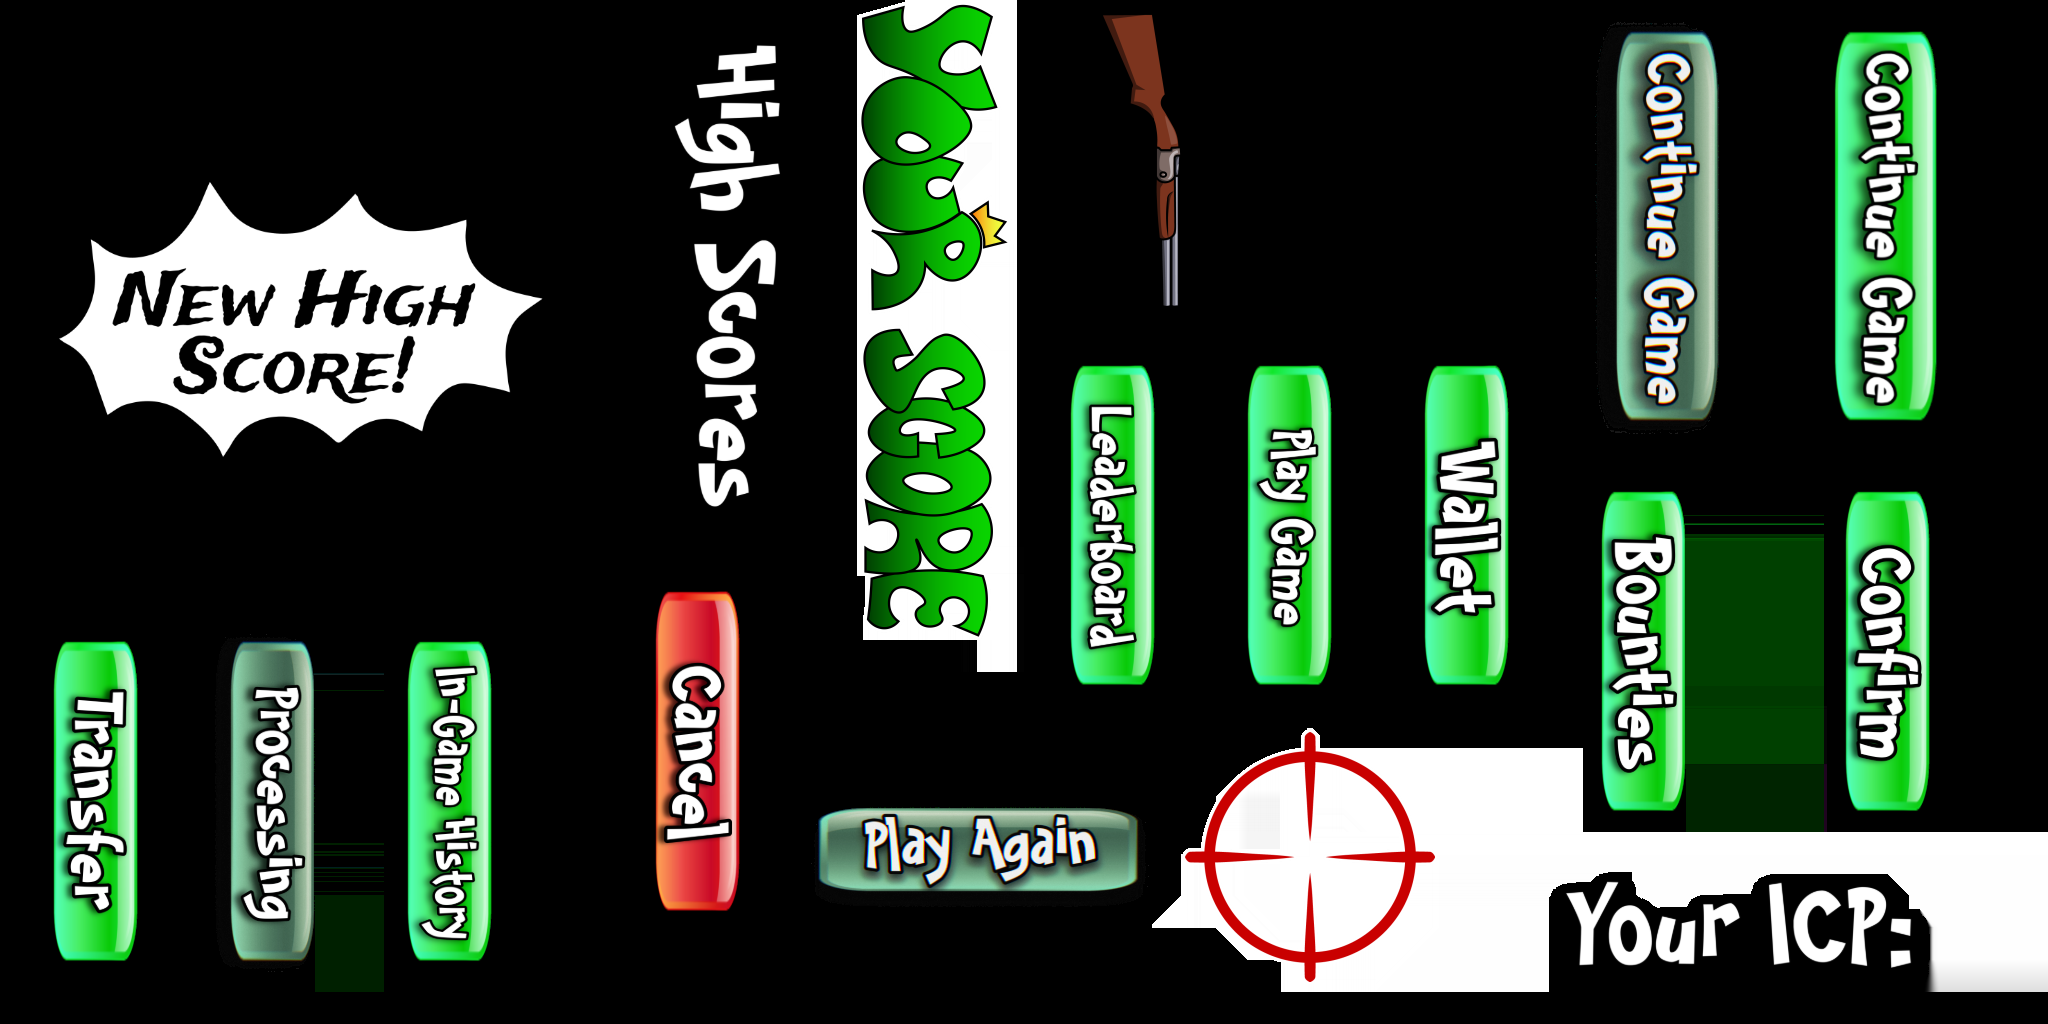 New High
Score!
High Scores
YOUR SCORE
Continue Game
Continue Game
Leaderboard
Play Game
Wallet
Bounties
Confirm
Transfer
Processing
In-Game History
Cancel
Play Again
Your ICP: